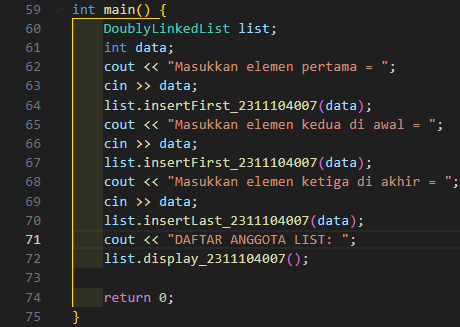 59 int main() {
60 DoublyLinkedList list;
61 int data;
62 cout << "Masukkan elemen pertama = ";
63 cin >> data;
64 list.insertFirst_2311104007(data);
65 cout << "Masukkan elemen kedua di awal = ";
66 cin >> data;
67 list.insertFirst_2311104007(data);
68 cout << "Masukkan elemen ketiga di akhir = ";
69 cin >> data;
70 list.insertLast_2311104007(data);
71 cout << "DAFTAR ANGGOTA LIST: ";
72 list.display_2311104007();
73
74 return 0;
75 }